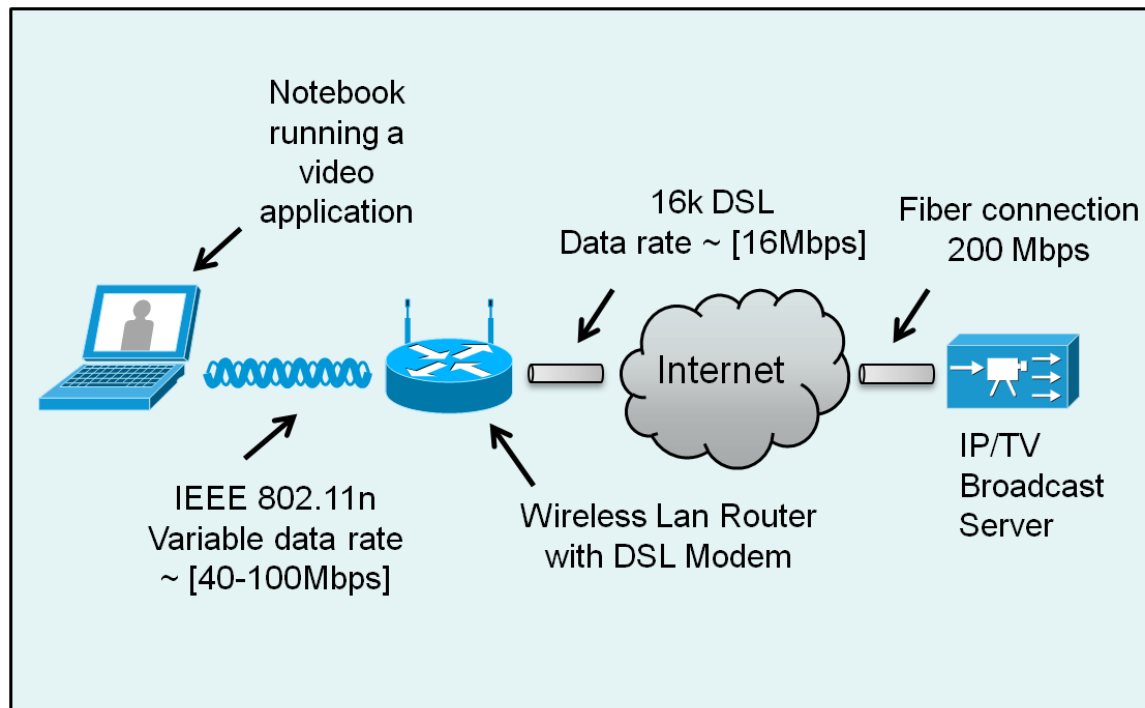 Notebook
running a
video
application
16k DSL
Data rate ~ [16Mbps]
Fiber connection
200 Mbps
Internet
IEEE 802.11n
Variable data rate
~ [40-100Mbps]
Wireless Lan Router
with DSL Modem
IP/TV
Broadcast
Server